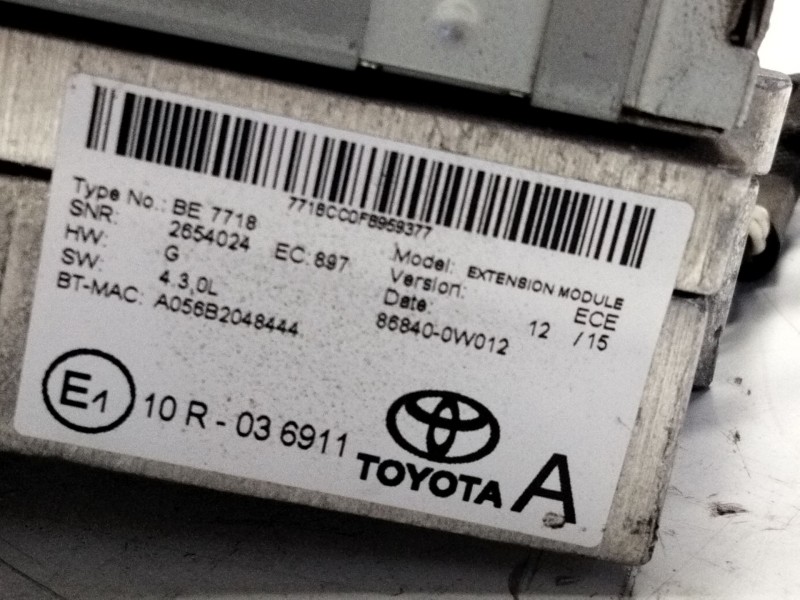 7718CC0F8959377
Type No.: BE 7718
SNR: 2654024 EC: 897
HW: G
SW: 4.3,0L
BT-MAC: A056B2048444
Model: EXTENSION MODULE
Version: ECE
Date: 12 /15
86840-0W012
E1 10 R - 03 6911
TOYOTA A